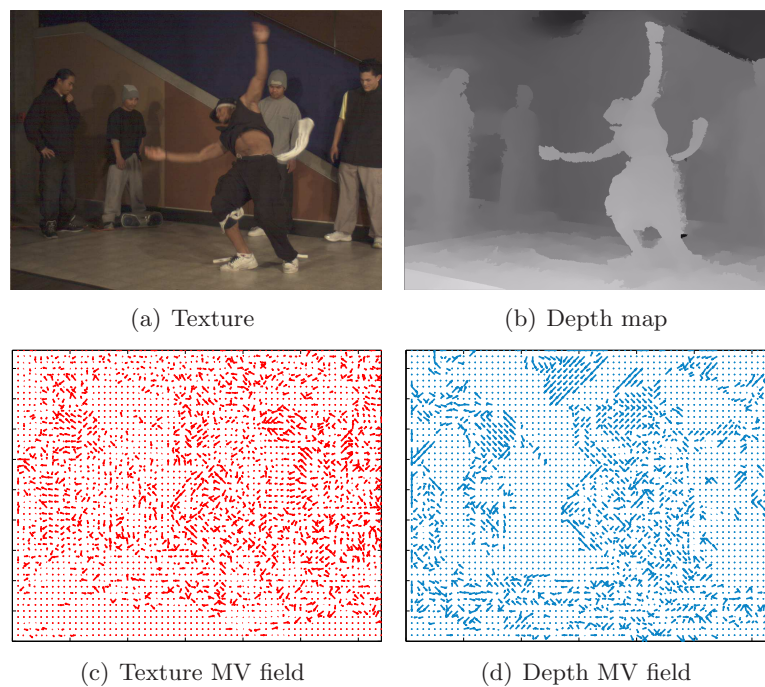 (a) Texture
(b) Depth map
(c) Texture MV field
(d) Depth MV field